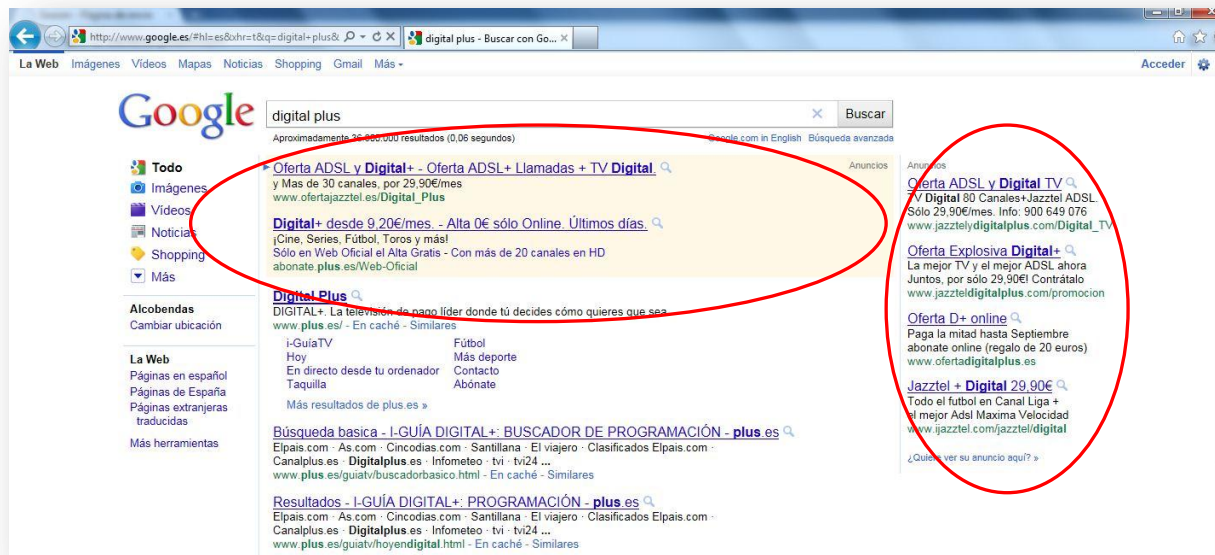 http://www.google.es/#hl=es&xhr=t&q=digital+plus&
digital plus - Buscar con Go...
La Web Imágenes Vídeos Mapas Noticias Shopping Gmail Más
Acceder
Google
digital plus
Buscar
Aproximadamente resultados (0,06 segundos)
Google.com in English Búsqueda avanzada
Todo
Imágenes
Vídeos
Noticias
Shopping
Más
Alcobendas
Cambiar ubicación
La Web
Páginas en español
Páginas de España
Páginas extranjeras
traducidas
Más herramientas
Anuncios
Oferta ADSL y Digital+ - Oferta ADSL+ Llamadas + TV Digital.
y Mas de 30 canales, por 29,90€/mes
www.ofertajazztel.es/Digital_Plus
Digital+ desde 9,20€/mes. - Alta 0€ sólo Online. Últimos días.
¡Cine, Series, Fútbol, Toros y más!
Sólo en Web Oficial el Alta Gratis - Con más de 20 canales en HD
abonate.plus.es/Web-Oficial
Digital Plus
DIGITAL+. La televisión de pago líder donde tú decides cómo quieres que sea.
www.plus.es/ - En caché - Similares
i-GuíaTV
Hoy
En directo desde tu ordenador
Taquilla
Fútbol
Más deporte
Contacto
Abónate
Más resultados de plus.es »
Búsqueda basica - I-GUÍA DIGITAL+: BUSCADOR DE PROGRAMACIÓN - plus.es
Elpais.com · As.com · Cincodias.com · Santillana · El viajero · Clasificados Elpais.com ·
Canalplus.es · Digitalplus.es · Infometeo · tvi · tvi24 ...
www.plus.es/guiatv/buscadorbasico.html - En caché - Similares
Resultados - I-GUÍA DIGITAL+: PROGRAMACIÓN - plus.es
Elpais.com · As.com · Cincodias.com · Santillana · El viajero · Clasificados Elpais.com ·
Canalplus.es · Digitalplus.es · Infometeo · tvi · tvi24 ...
www.plus.es/guiatv/hoyendigital.html - En caché - Similares
Anuncios
Oferta ADSL y Digital TV
TV Digital 80 Canales+Jazztel ADSL.
Sólo 29,90€/mes. Info: 900 649 076
www.jazztelydigitalplus.com/Digital_TV
Oferta Explosiva Digital+
La mejor TV y el mejor ADSL ahora
Juntos, por sólo 29,90€! Contrátalo
www.jazzteldigitalplus.com/promocion
Oferta D+ online
Paga la mitad hasta Septiembre
abonate online (regalo de 20 euros)
www.ofertadigitalplus.es
Jazztel + Digital 29,90€
Todo el futbol en Canal Liga +
el mejor Adsl Maxima Velocidad
www.ijazztel.com/jazztel/digital
¿Quiere ver su anuncio aquí? »